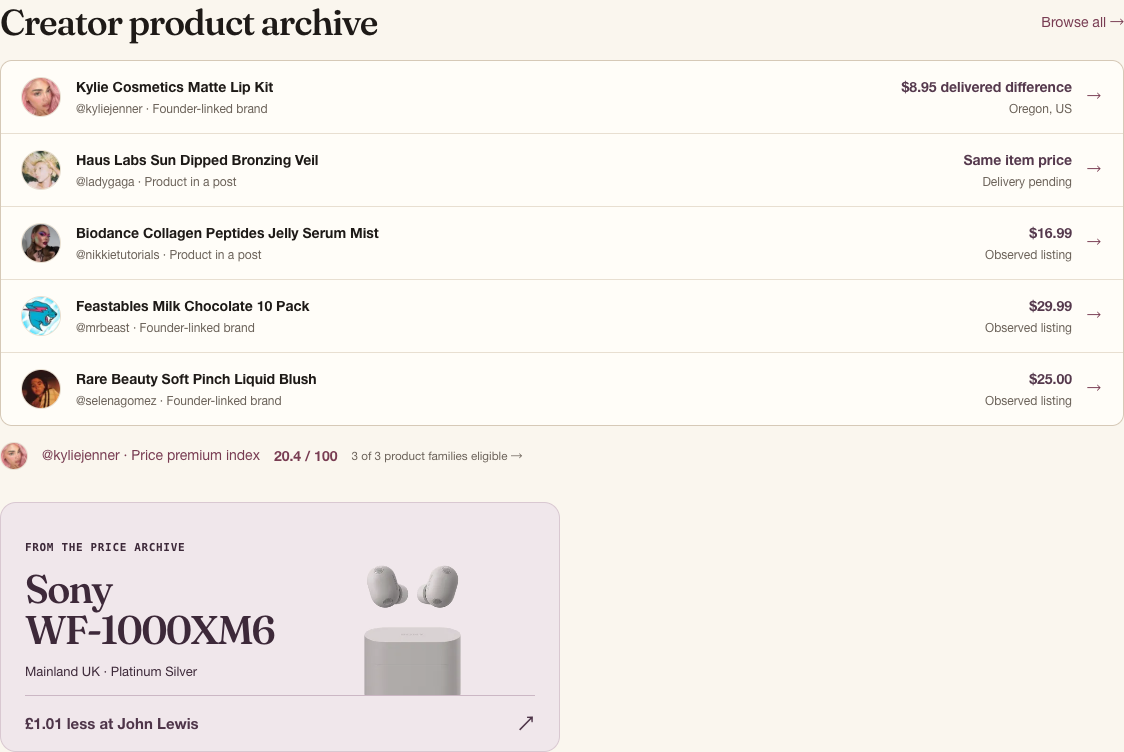 Creator product archive
Browse all →
Kylie Cosmetics Matte Lip Kit
@kyliejenner · Founder-linked brand
$8.95 delivered difference
Oregon, US
→
Haus Labs Sun Dipped Bronzing Veil
@ladygaga · Product in a post
Same item price
Delivery pending
→
Biodance Collagen Peptides Jelly Serum Mist
@nikkietutorials · Product in a post
$16.99
Observed listing
→
Feastables Milk Chocolate 10 Pack
@mrbeast · Founder-linked brand
$29.99
Observed listing
→
Rare Beauty Soft Pinch Liquid Blush
@selenagomez · Founder-linked brand
$25.00
Observed listing
→
@kyliejenner · Price premium index 20.4 / 100 3 of 3 product families eligible →
FROM THE PRICE ARCHIVE
Sony
WF-1000XM6
Mainland UK · Platinum Silver
£1.01 less at John Lewis ↗